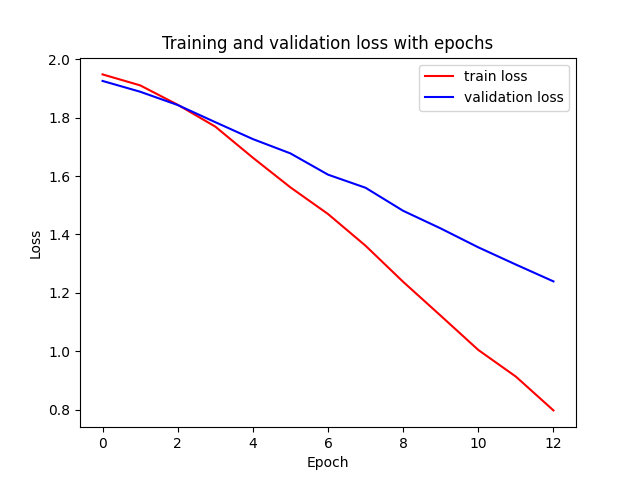 Training and validation loss with epochs
train loss
validation loss
2.0
1.8
1.6
1.4
1.2
1.0
0.8
Loss
0 2 4 6 8 10 12
Epoch